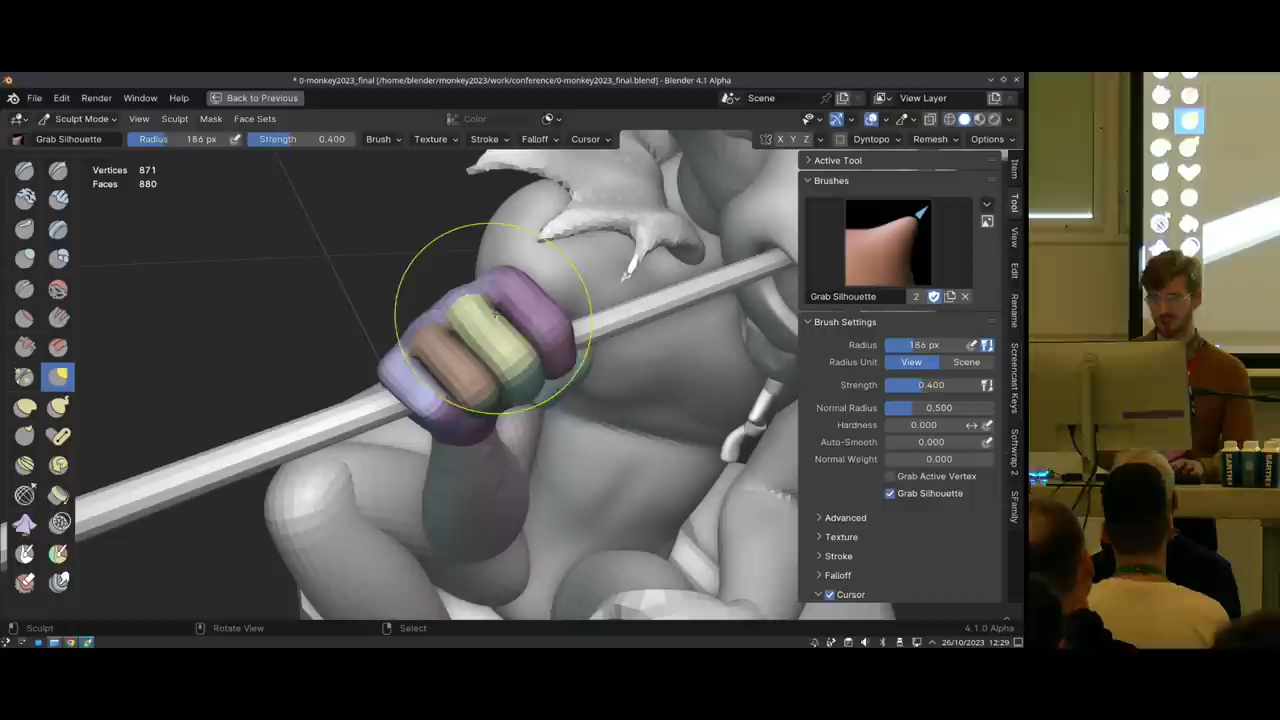 * 0-monkey2023_final [/home/blender/monkey2023/work/conference/0-monkey2023_final.blend] - Blender 4.1 Alpha
File Edit Render Window Help Back to Previous Scene View Layer
Sculpt Mode View Sculpt Mask Face Sets Color
Grab Silhouette Radius 186 px Strength 0.400 Brush Texture Stroke Falloff Cursor X Y Z Dyntopo Remesh Options
Vertices 871
Faces 880
Active Tool
Brushes
Grab Silhouette 2
Brush Settings
Radius 186 px
Radius Unit View Scene
Strength 0.400
Normal Radius 0.500
Hardness 0.000
Auto-Smooth 0.000
Normal Weight 0.000
Grab Active Vertex
Grab Silhouette
Advanced
Texture
Stroke
Falloff
Cursor
Item
Tool
View
Edit
Rename
Screencast Keys
Softwrap 2
SFamily
Sculpt Rotate View Select 4.1.0 Alpha
26/10/2023 12:29